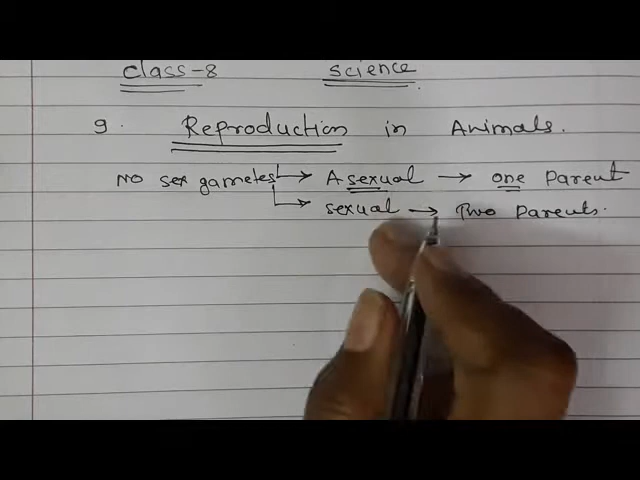 class-8 science
9. Reproduction in Animals.
No sex gametes → Asexual → one Parent
→ sexual → Two Parents.